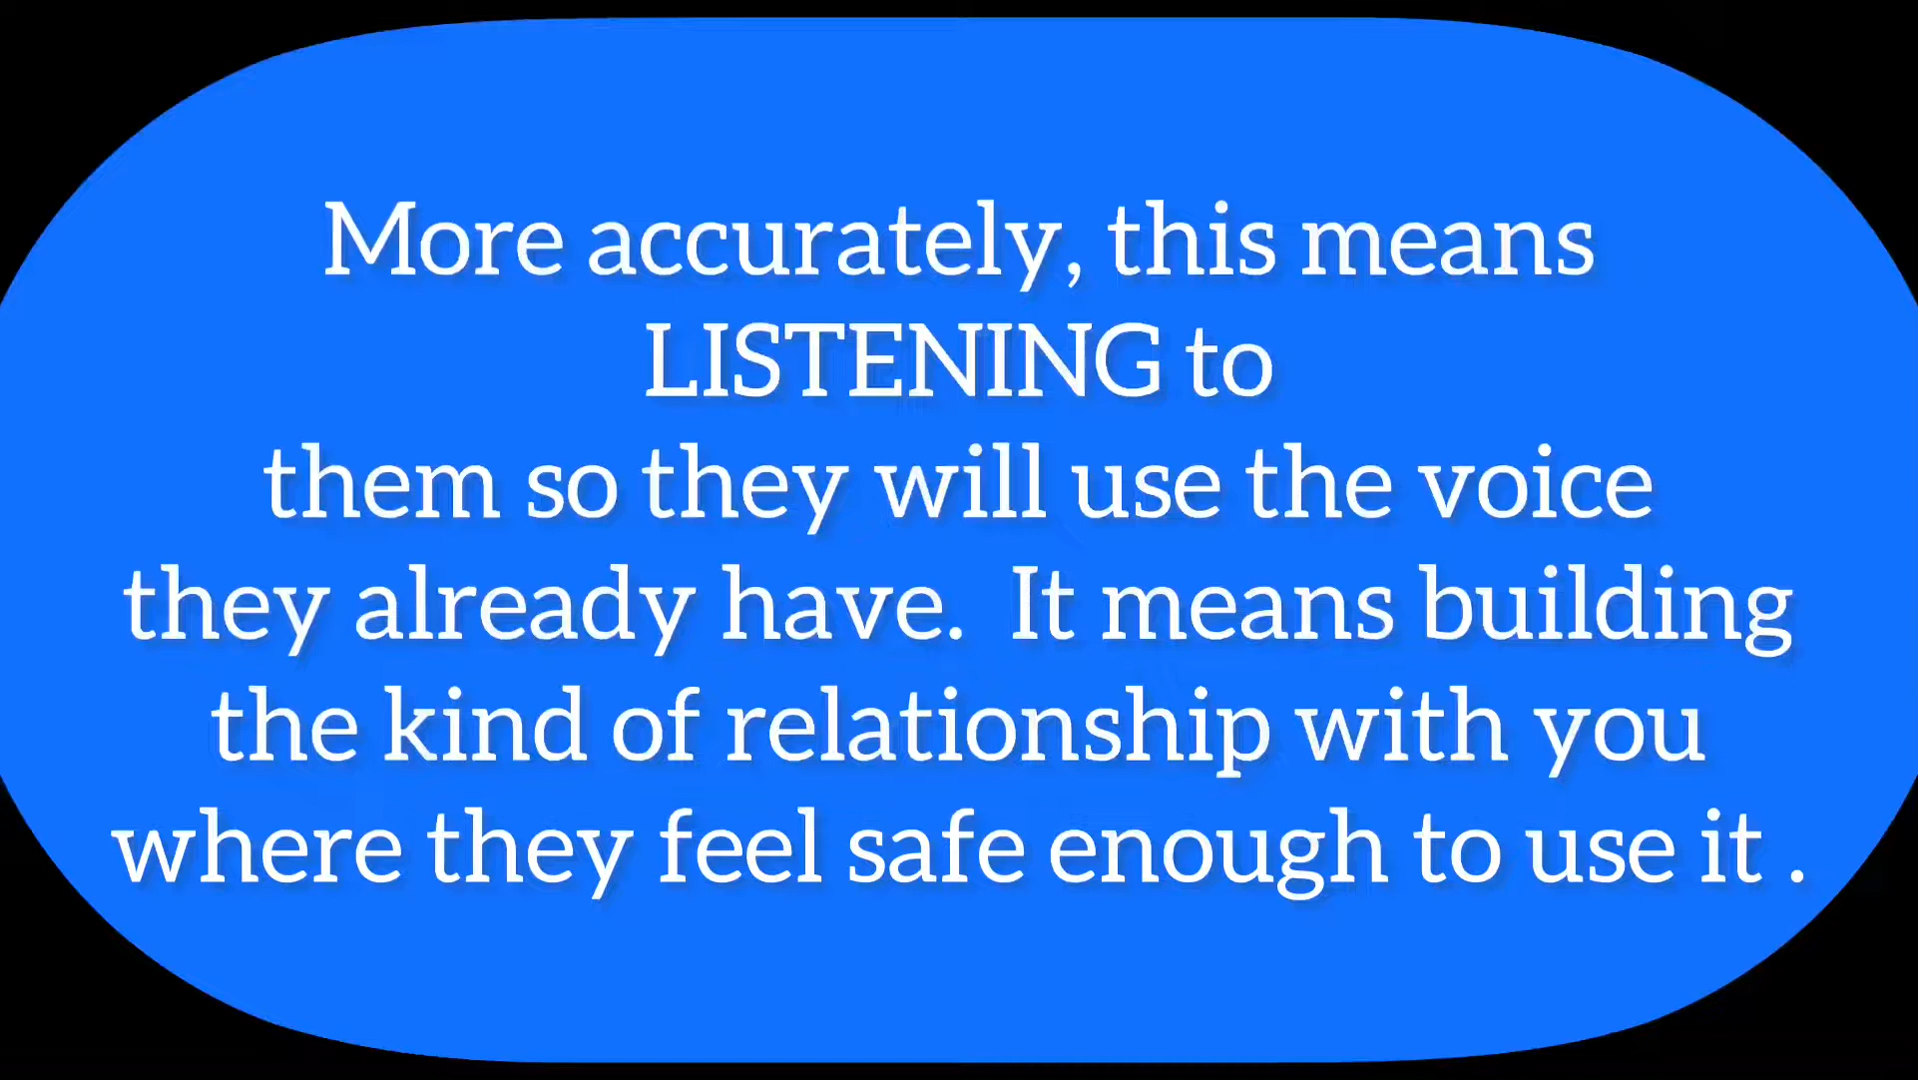 More accurately, this means
LISTENING to
them so they will use the voice
they already have.  It means building
the kind of relationship with you
where they feel safe enough to use it .